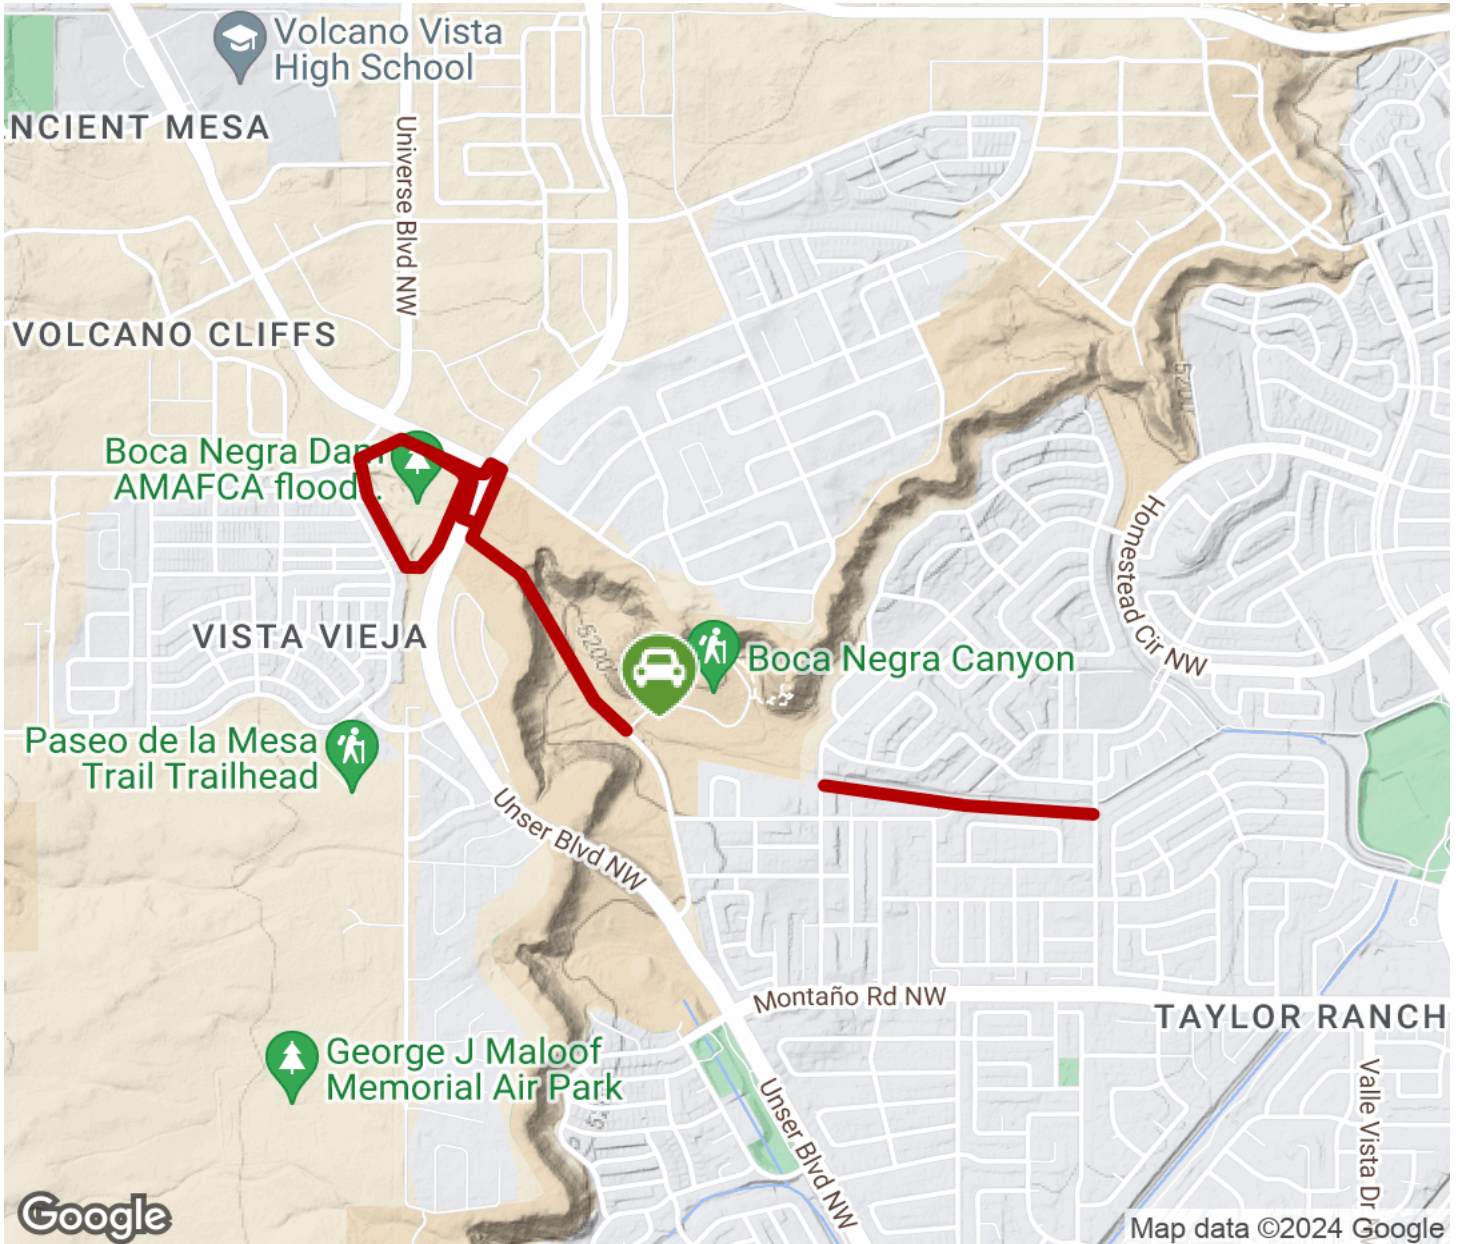 Volcano Vista
High School
NCIENT MESA
Universe Blvd NW
VOLCANO CLIFFS
Boca Negra Dam
AMAFCA flood...
5200
Homestead Cir NW
VISTA VIEJA
5200
Boca Negra Canyon
Paseo de la Mesa
Trail Trailhead
Unser Blvd NW
Montaño Rd NW
TAYLOR RANCH
George J Maloof
Memorial Air Park
Unser Blvd NW
Valle Vista Dr
Google
Map data ©2024 Google